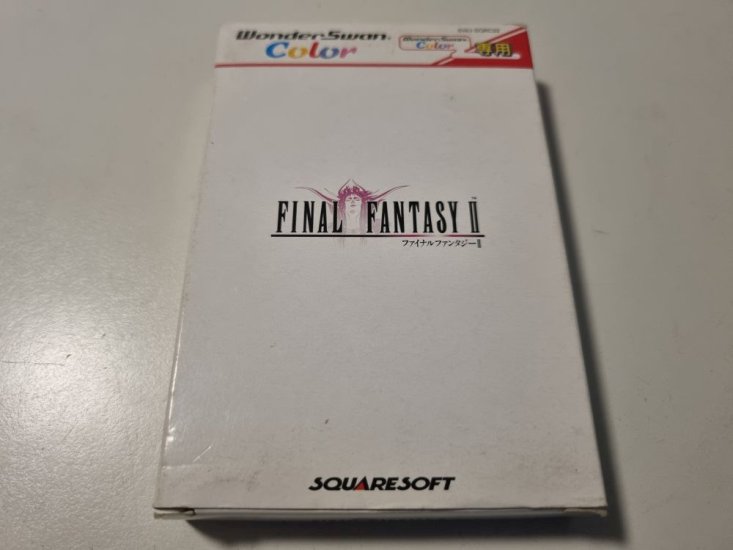 WonderSwan
Color
WonderSwan
Color
専用
FINAL FANTASY II™
ファイナルファンタジーII
SQUARESOFT